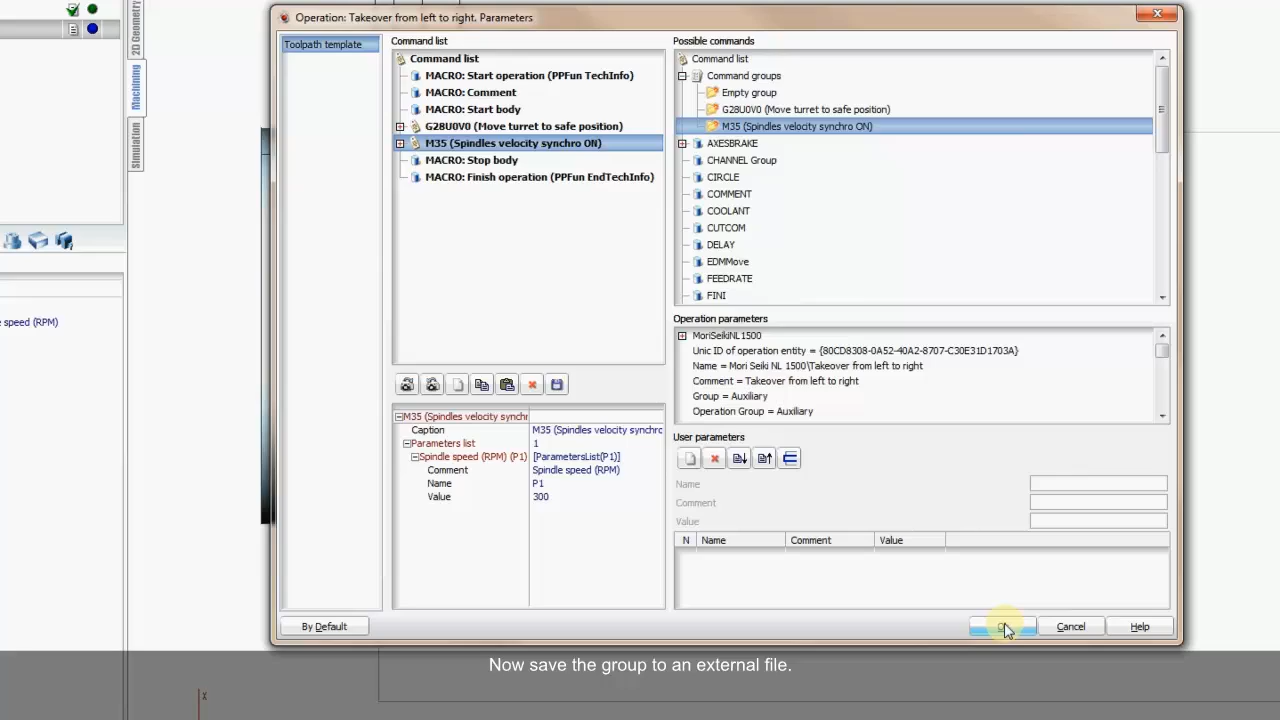 Operation: Takeover from left to right. Parameters
2D Geometry
Machining
Simulation
e speed (RPM)
Toolpath template
Command list
Command list
MACRO: Start operation (PPFun TechInfo)
MACRO: Comment
MACRO: Start body
G28U0V0 (Move turret to safe position)
M35 (Spindles velocity synchro ON)
MACRO: Stop body
MACRO: Finish operation (PPFun EndTechInfo)
Possible commands
Command list
Command groups
Empty group
G28U0V0 (Move turret to safe position)
M35 (Spindles velocity synchro ON)
AXESBRAKE
CHANNEL Group
CIRCLE
COMMENT
COOLANT
CUTCOM
DELAY
EDMMove
FEEDRATE
FINI
Operation parameters
MoriSeikiNL1500
Unic ID of operation entity = {80CD8308-0A52-40A2-8707-C30E31D1703A}
Name = Mori Seki NL 1500\Takeover from left to right
Comment = Takeover from left to right
Group = Auxiliary
Operation Group = Auxiliary
M35 (Spindles velocity synchr
Caption M35 (Spindles velocity synchrc
Parameters list 1
Spindle speed (RPM) (P1) [ParametersList(P1)]
Comment Spindle speed (RPM)
Name P1
Value 300
User parameters
Name
Comment
Value
N Name Comment Value
By Default
Cancel
Help
Now save the group to an external file.
x